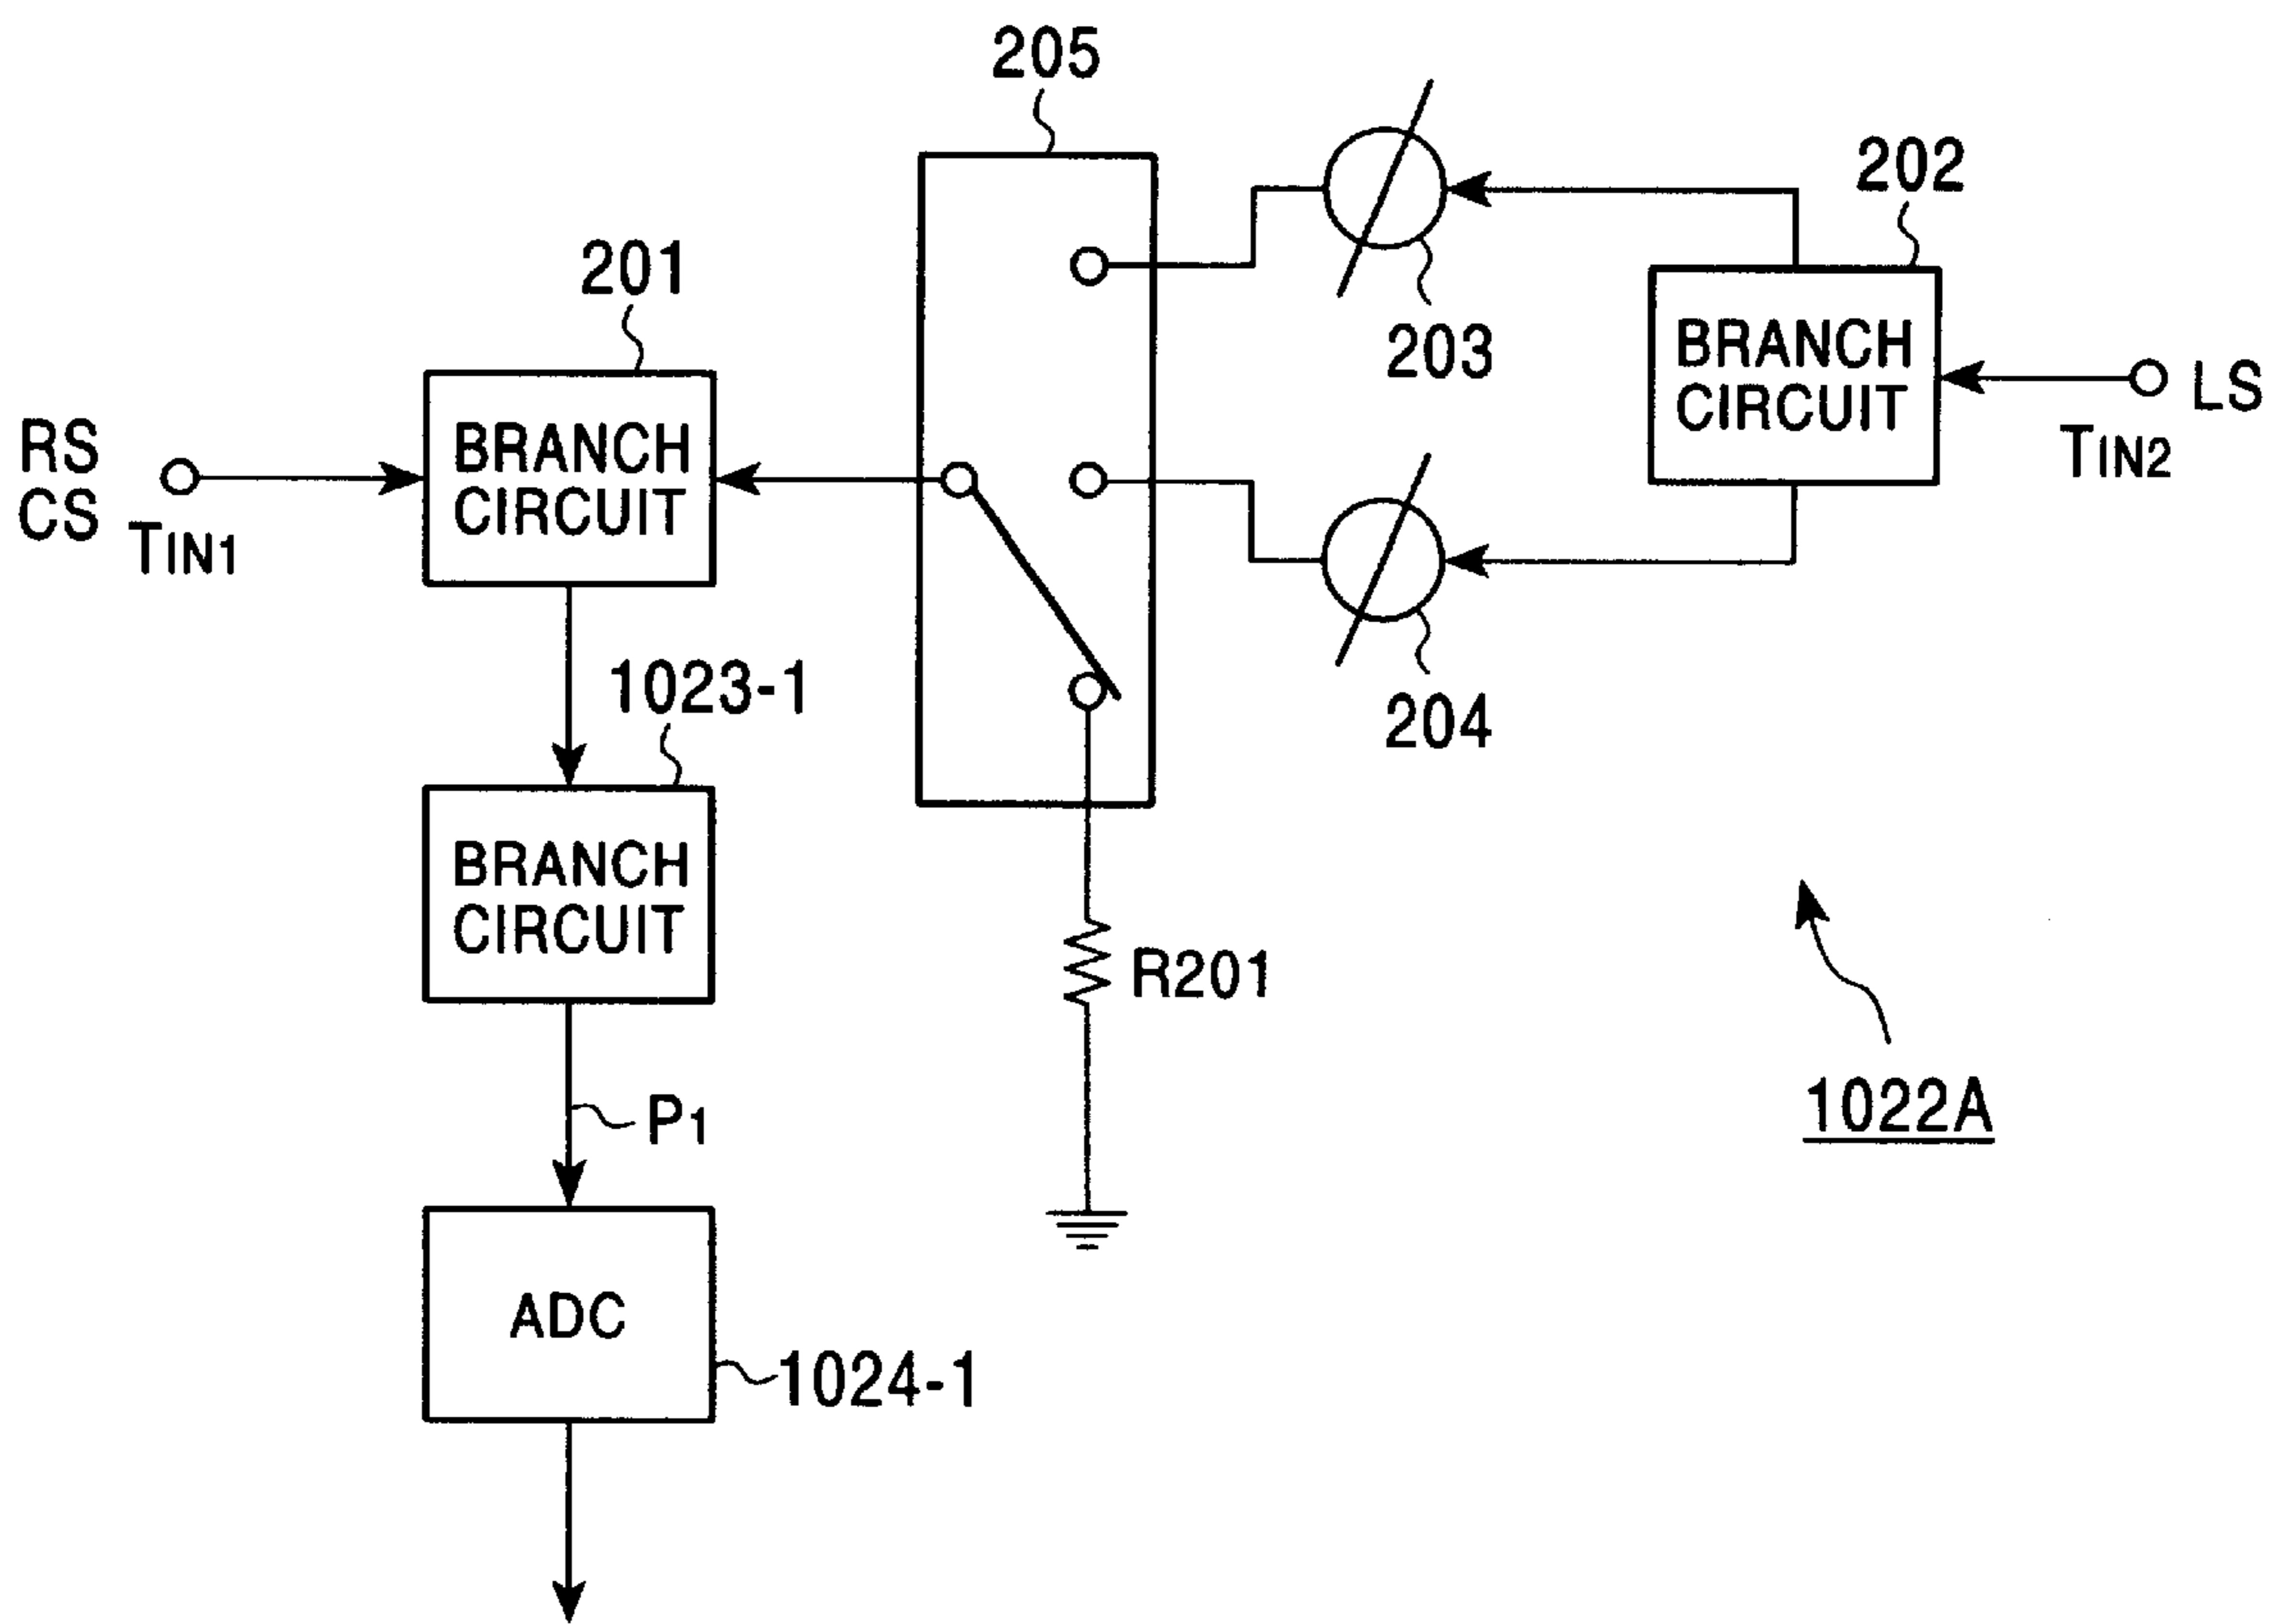 205
202
201
BRANCH
CIRCUIT
203
LS
TIN2
RS
CS
TIN1
BRANCH
CIRCUIT
204
1023-1
BRANCH
CIRCUIT
R201
P1
1022A
ADC
1024-1